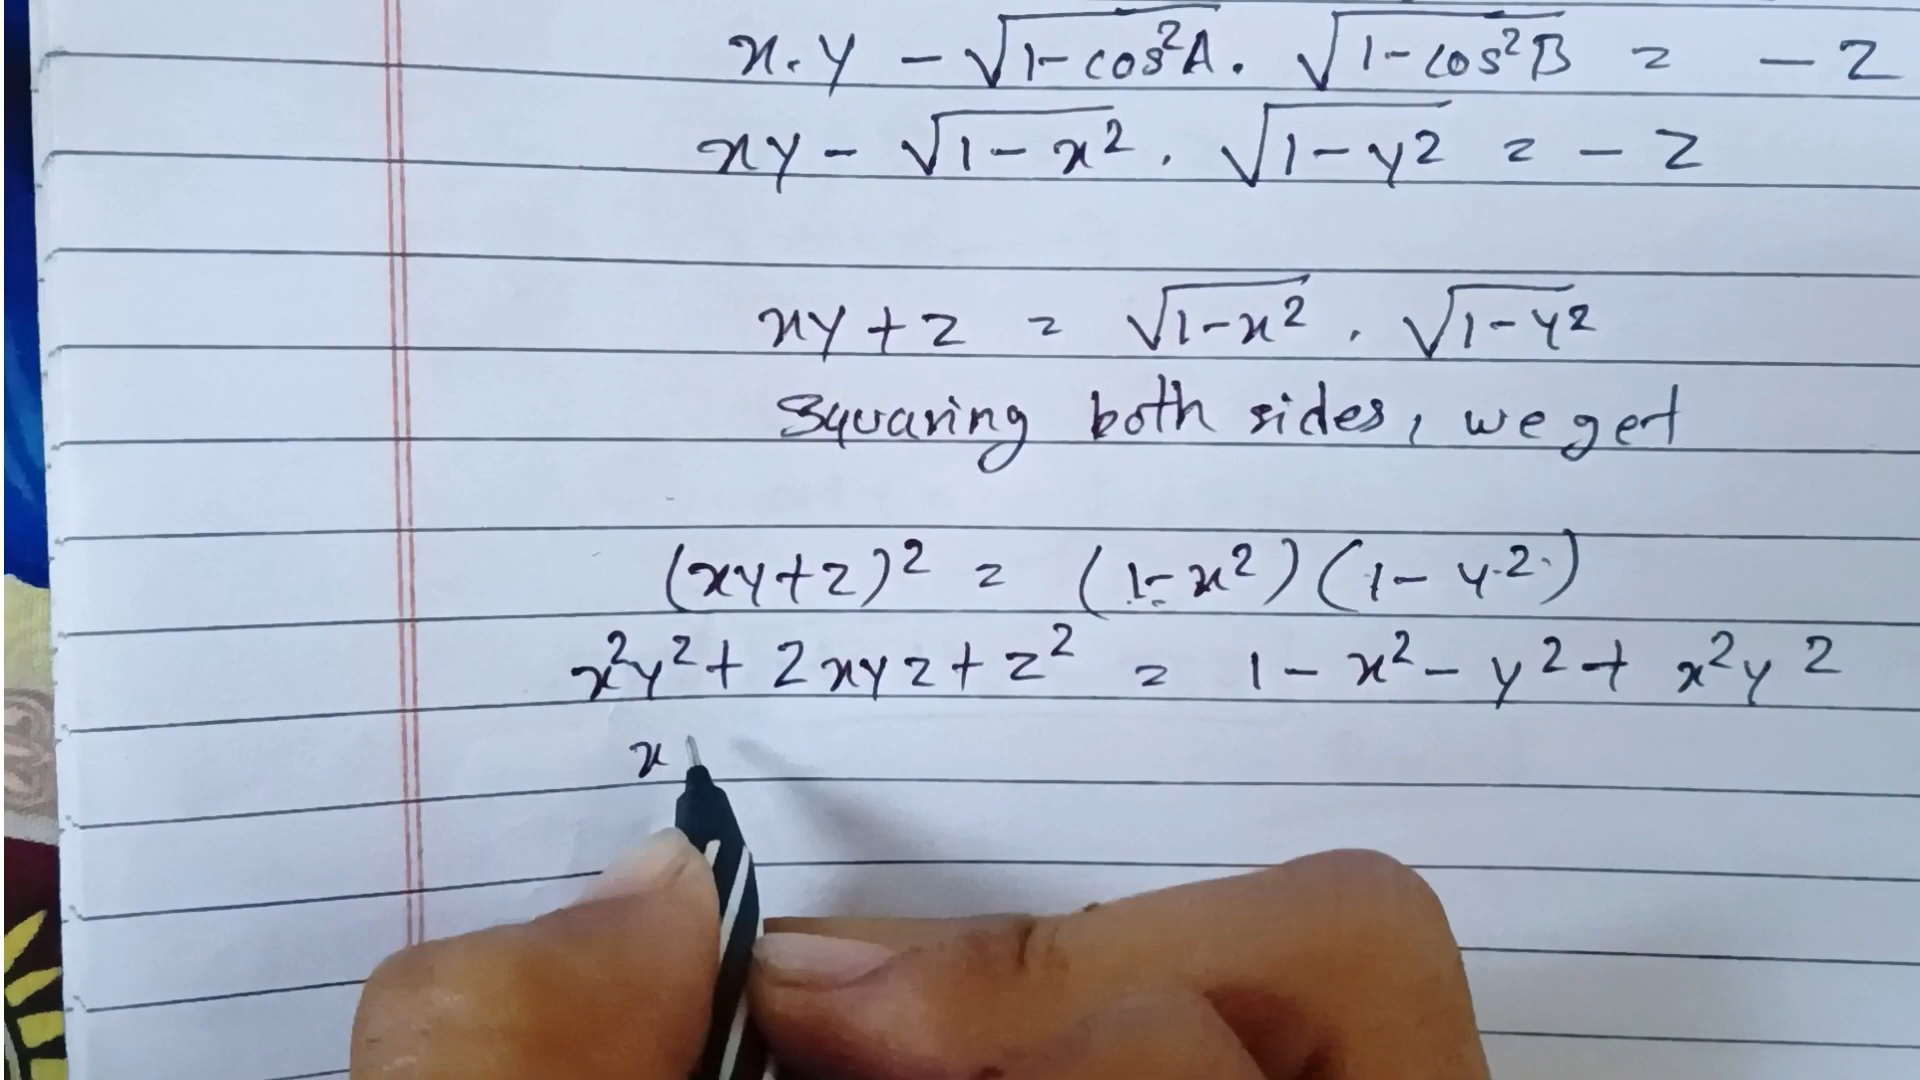 x.y - √1-cos²A . √1-cos²B = -z
xy - √1-x² . √1-y² = -z
xy + z = √1-x² . √1-y²
Squaring both sides, we get
(xy+z)² = (1-x²)(1-y²)
x²y² + 2xyz + z² = 1 - x² - y² + x²y²
x